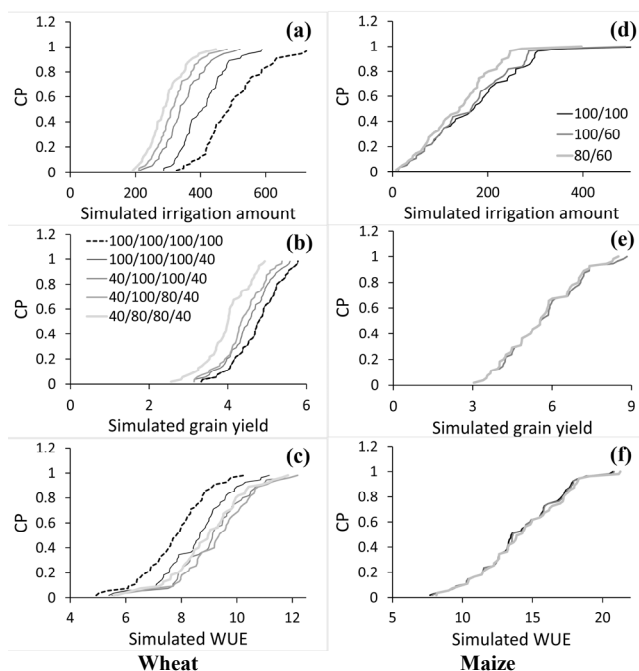 (a)
1.2
1
0.8
0.6
0.4
0.2
0
CP
0 200 400 600
Simulated irrigation amount
(d)
1.2
1
0.8
0.6
0.4
0.2
0
CP
100/100
100/60
80/60
0 200 400
Simulated irrigation amount
(b)
1.2
1
0.8
0.6
0.4
0.2
0
CP
100/100/100/100
100/100/100/40
40/100/100/40
40/100/80/40
40/80/80/40
0 2 4 6
Simulated grain yield
(e)
1.2
1
0.8
0.6
0.4
0.2
0
CP
0 3 6 9
Simulated grain yield
(c)
1.2
1
0.8
0.6
0.4
0.2
0
CP
4 6 8 10 12
Simulated WUE
Wheat
(f)
1.2
1
0.8
0.6
0.4
0.2
0
CP
5 10 15 20
Simulated WUE
Maize